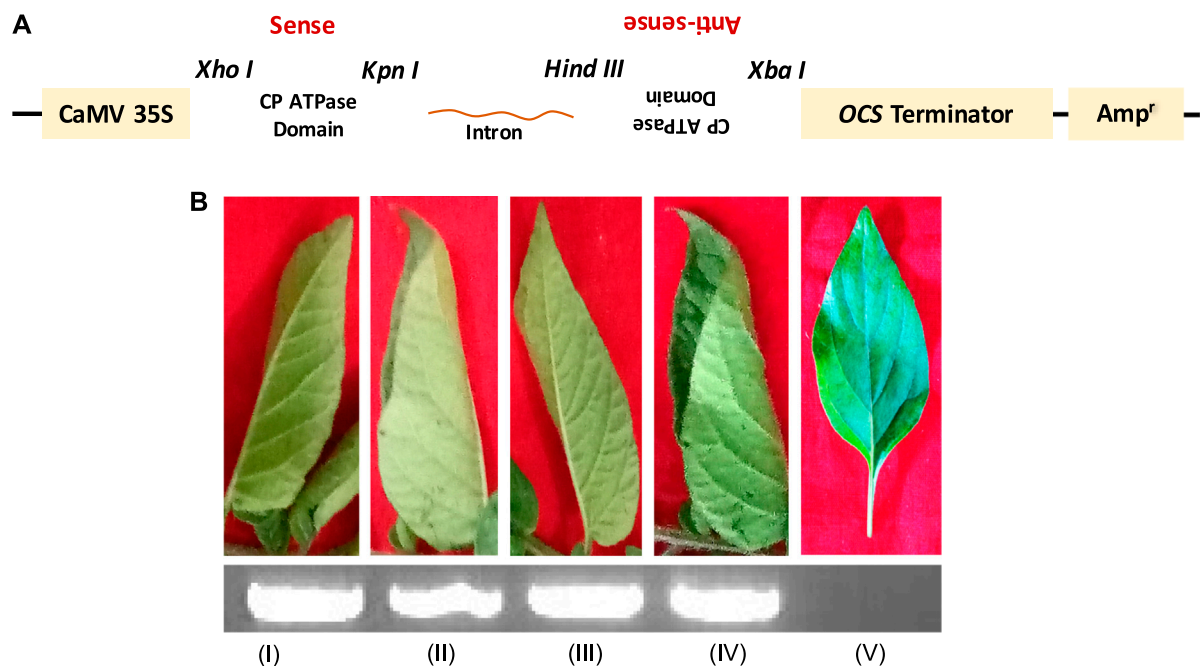 A
Sense
Anti-sense
Xho I
Kpn I
Hind III
Xba I
CaMV 35S
CP ATPase
Domain
Intron
CP ATPase
Domain
OCS Terminator
Ampʳ
B
(I)
(II)
(III)
(IV)
(V)